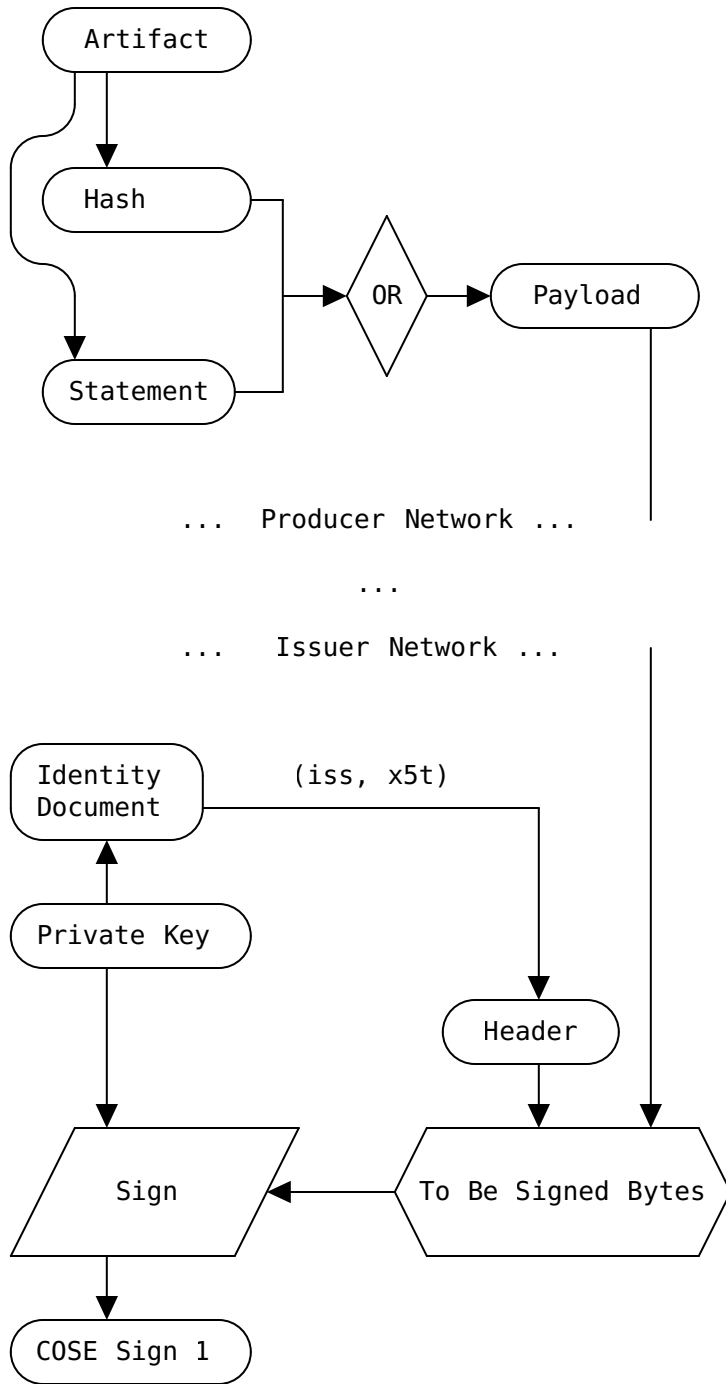 Artifact
Hash
OR
Payload
Statement
... Producer Network ...
...
... Issuer Network ...
Identity
Document
(iss, x5t)
Private Key
Header
Sign
To Be Signed Bytes
COSE Sign 1